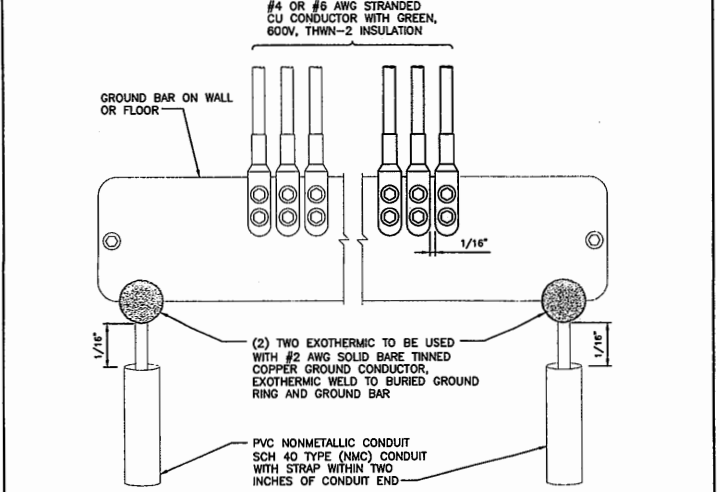 #4 OR #6 AWG STRANDED
CU CONDUCTOR WITH GREEN,
600V, THWN-2 INSULATION
GROUND BAR ON WALL
OR FLOOR
1/16"
1/16"
1/16"
(2) TWO EXOTHERMIC TO BE USED
WITH #2 AWG SOLID BARE TINNED
COPPER GROUND CONDUCTOR,
EXOTHERMIC WELD TO BURIED GROUND
RING AND GROUND BAR
PVC NONMETALLIC CONDUIT
SCH 40 TYPE (NMC) CONDUIT
WITH STRAP WITHIN TWO
INCHES OF CONDUIT END